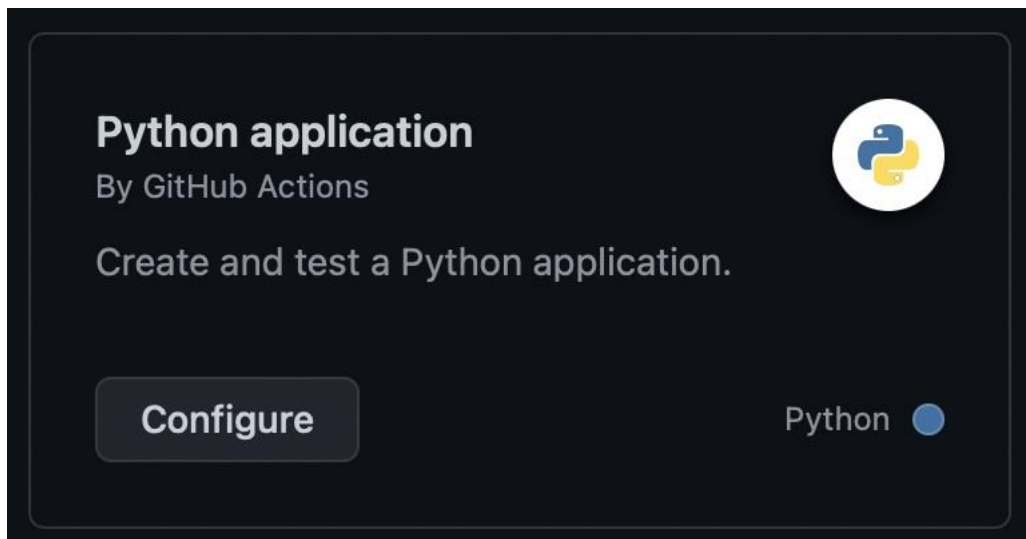 Python application
By GitHub Actions
Create and test a Python application.
Configure
Python